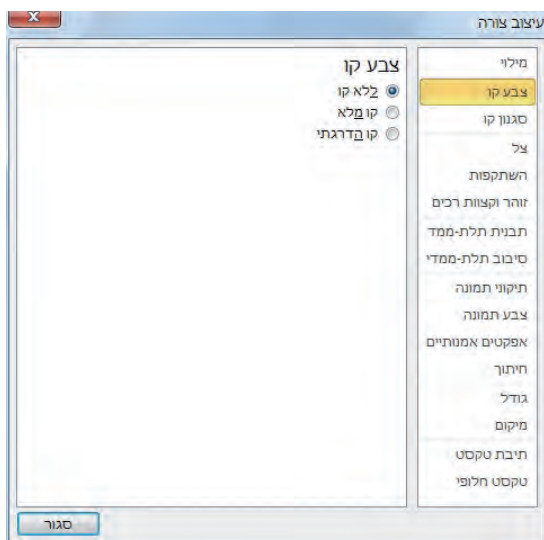 עיצוב צורה
מילוי
צבע קו
סגנון קו
צל
השתקפות
זוהר וקצוות רכים
תבנית תלת-ממד
סיבוב תלת-ממדי
תיקוני תמונה
צבע תמונה
אפקטים אמנותיים
חיתוך
גודל
מיקום
תיבת טקסט
טקסט חלופי
צבע קו
ללא קו
קו מלא
קו הדרגתי
סגור